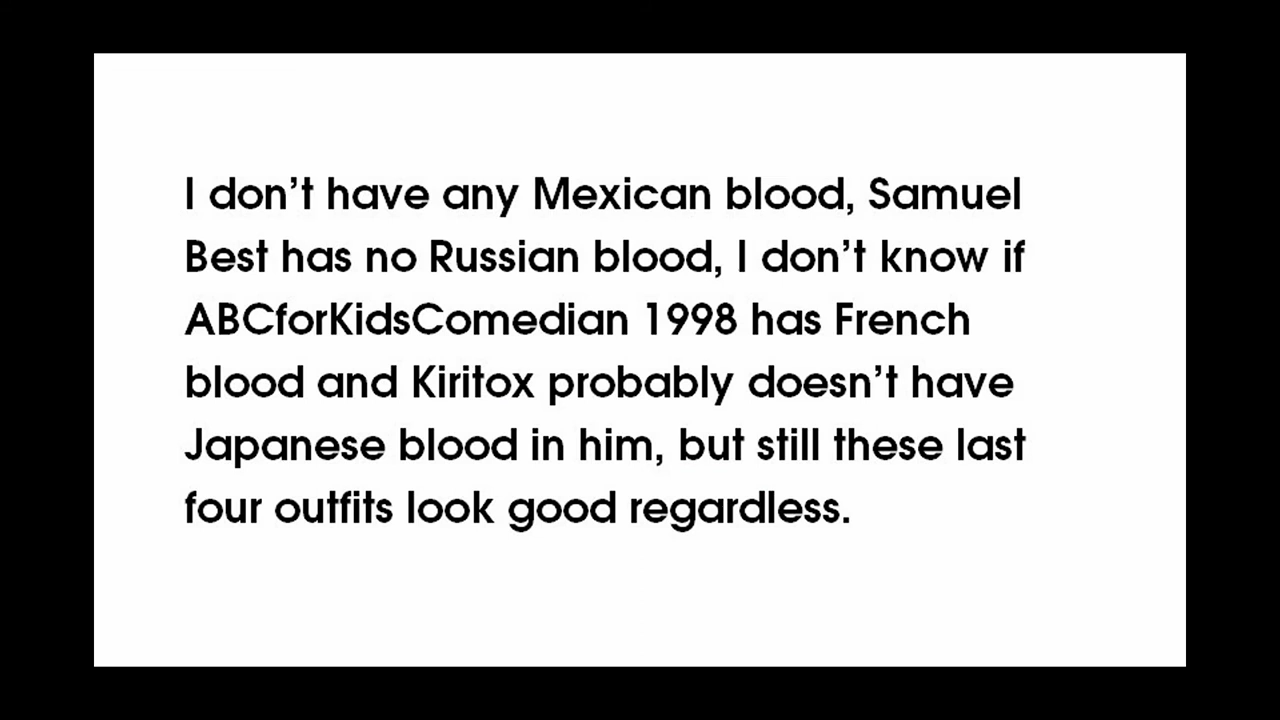 I don’t have any Mexican blood, Samuel
Best has no Russian blood, I don’t know if
ABCforKidsComedian 1998 has French
blood and Kiritox probably doesn’t have
Japanese blood in him, but still these last
four outfits look good regardless.